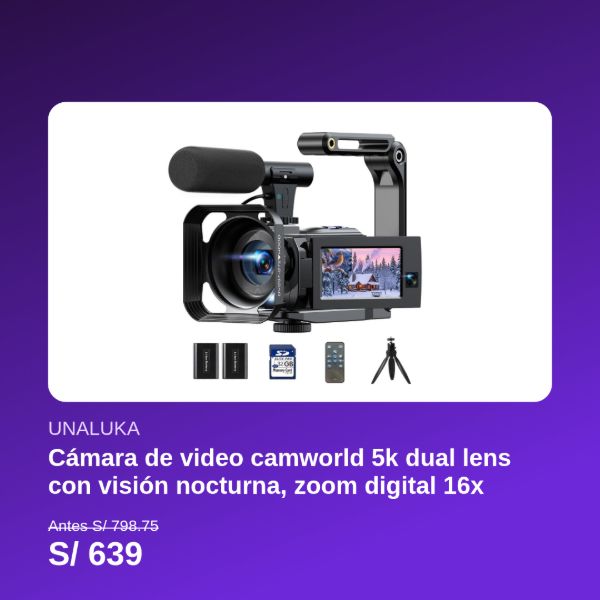 UNALUKA
Cámara de video camworld 5k dual lens
con visión nocturna, zoom digital 16x
Antes S/ 798.75
S/ 639